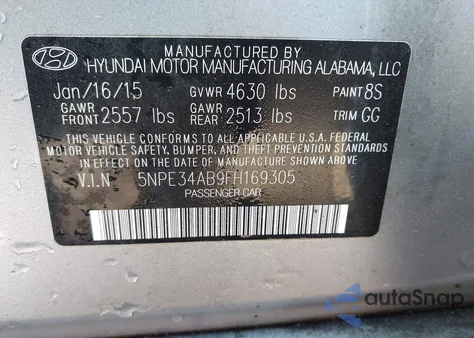 MANUFACTURED BY
HYUNDAI MOTOR MANUFACTURING ALABAMA, LLC
Jan/16/15 GVWR 4630 lbs PAINT 8S
GAWR FRONT 2557 lbs GAWR REAR 2513 lbs TRIM GG
THIS VEHICLE CONFORMS TO ALL APPLICABLE U.S.A FEDERAL
MOTOR VEHICLE SAFETY, BUMPER, AND THEFT PREVENTION
STANDARDS IN EFFECT ON THE DATE OF MANUFACTURE SHOWN ABOVE.
V.I.N 5NPE34AB9FH169305
PASSENGER CAR
autoSnap